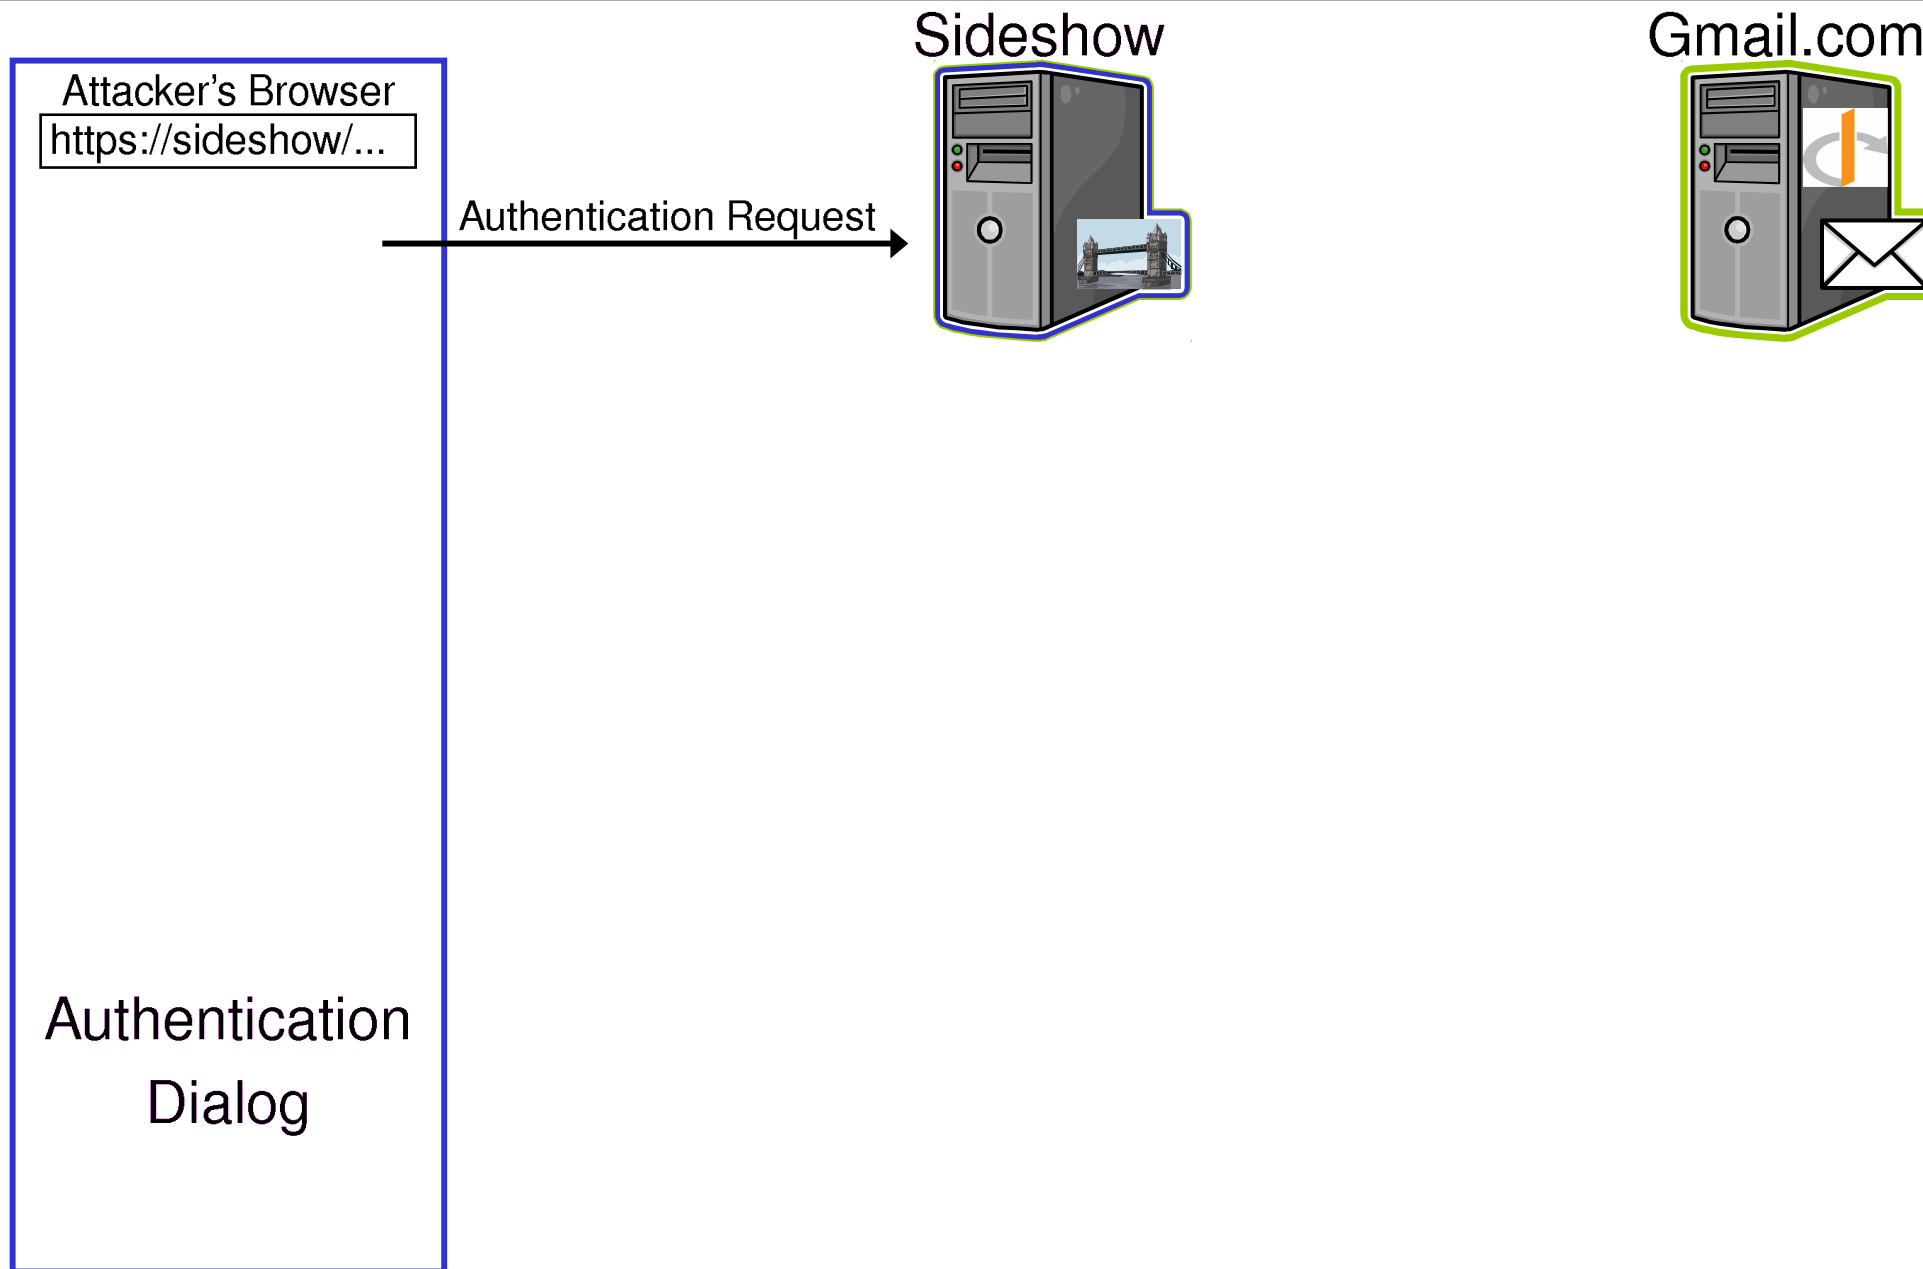 Sideshow
Gmail.com
Attacker's Browser
https://sideshow/...
Authentication Request
Authentication
Dialog